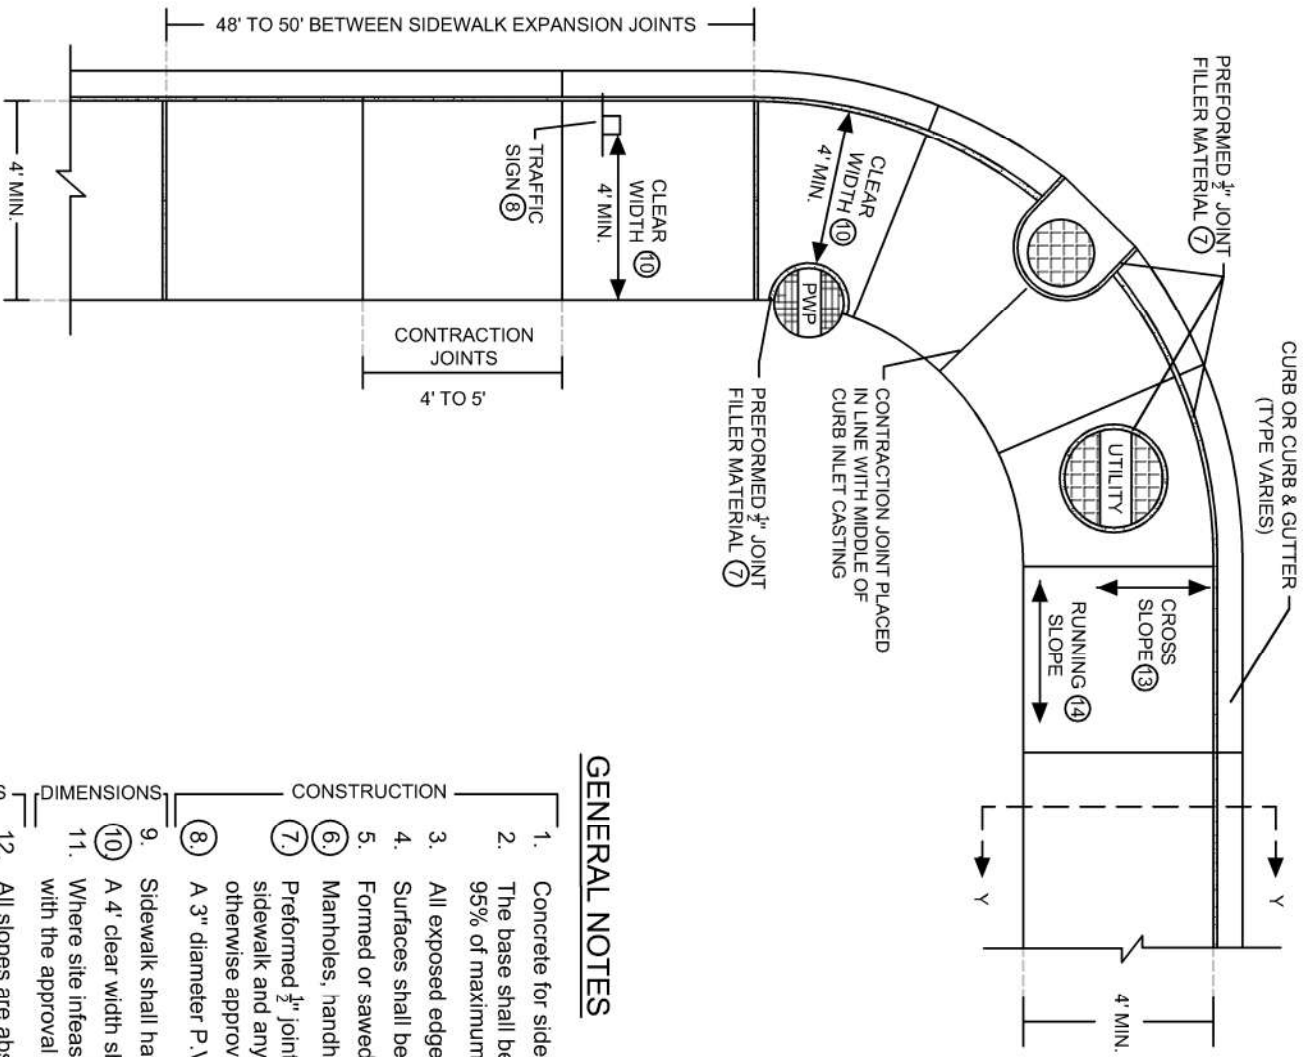 48' TO 50' BETWEEN SIDEWALK EXPANSION JOINTS
PREFORMED 1/2" JOINT
FILLER MATERIAL 7
CURB OR CURB & GUTTER
(TYPE VARIES)
TRAFFIC
SIGN 8
CLEAR
WIDTH 10
4' MIN.
CLEAR
WIDTH 10
4' MIN.
4' MIN.
PWP
UTILITY
CONTRACTION
JOINTS
4' TO 5'
CONTRACTION JOINT PLACED
IN LINE WITH MIDDLE OF
CURB INLET CASTING
PREFORMED 1/2" JOINT
FILLER MATERIAL 7
CROSS
SLOPE 13
RUNNING 14
SLOPE
Y
Y
4' MIN.
GENERAL NOTES
CONSTRUCTION
1. Concrete for side
2. The base shall be
95% of maximum
3. All exposed edge
4. Surfaces shall be
5. Formed or sawed
6. Manholes, handh
7. Preformed 1/2" joint
sidewalk and any
otherwise approv
8. A 3" diameter P.V
DIMENSIONS
9. Sidewalk shall ha
10. A 4' clear width sh
11. Where site infeas
with the approval
S
12. All slopes are abs